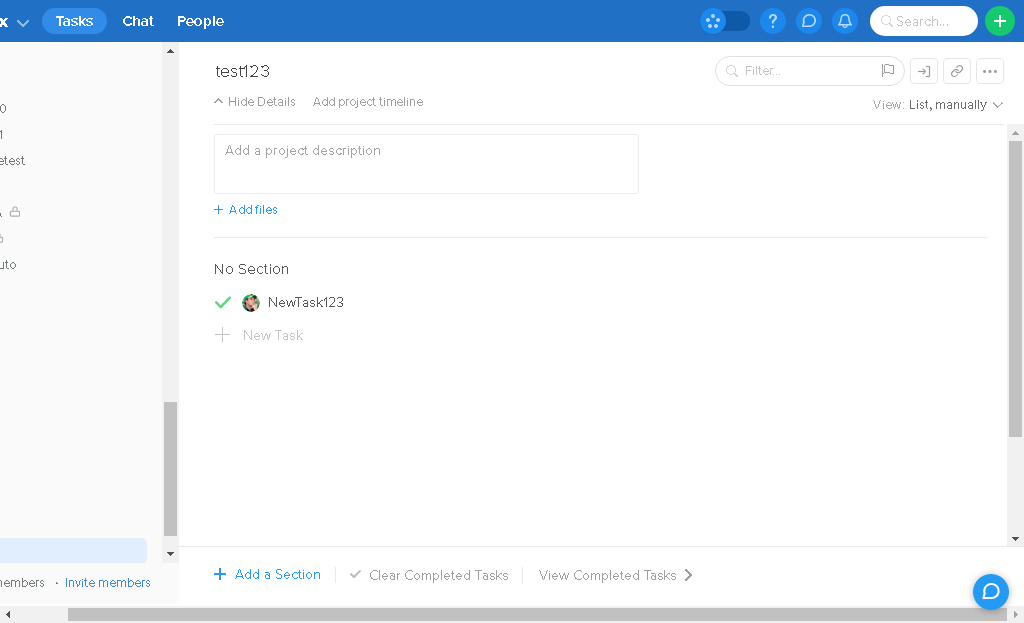 x Tasks Chat People Search...
test123 Filter...
Hide Details Add project timeline
View: List, manually
0
1
etest
uto
Add a project description
+ Add files
No Section
NewTask123
New Task
+ Add a Section Clear Completed Tasks View Completed Tasks
members · Invite members